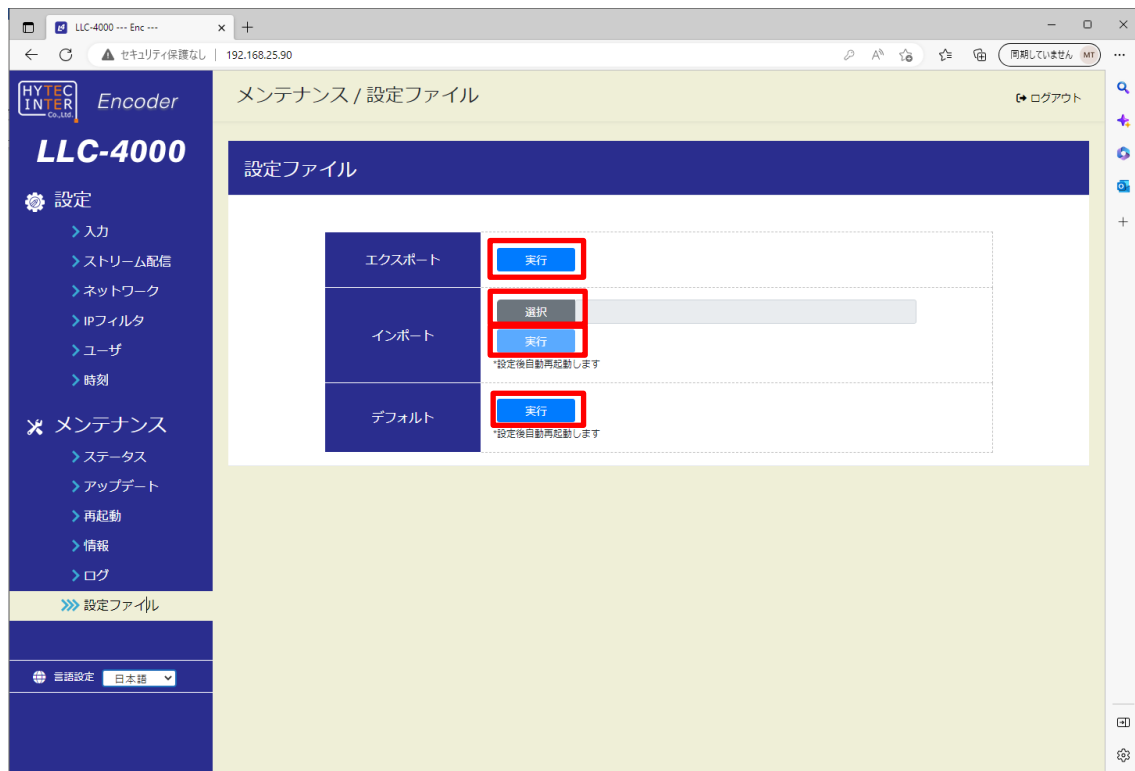 LLC-4000 --- Enc ---
セキュリティ保護なし | 192.168.25.90
同期していません MT
HYTEC INTER Co.,Ltd.
Encoder
LLC-4000
設定
入力
ストリーム配信
ネットワーク
IPフィルタ
ユーザ
時刻
メンテナンス
ステータス
アップデート
再起動
情報
ログ
設定ファイル
言語設定 日本語
メンテナンス / 設定ファイル
ログアウト
設定ファイル
エクスポート 実行
インポート 選択
実行
*設定後自動再起動します
デフォルト 実行
*設定後自動再起動します